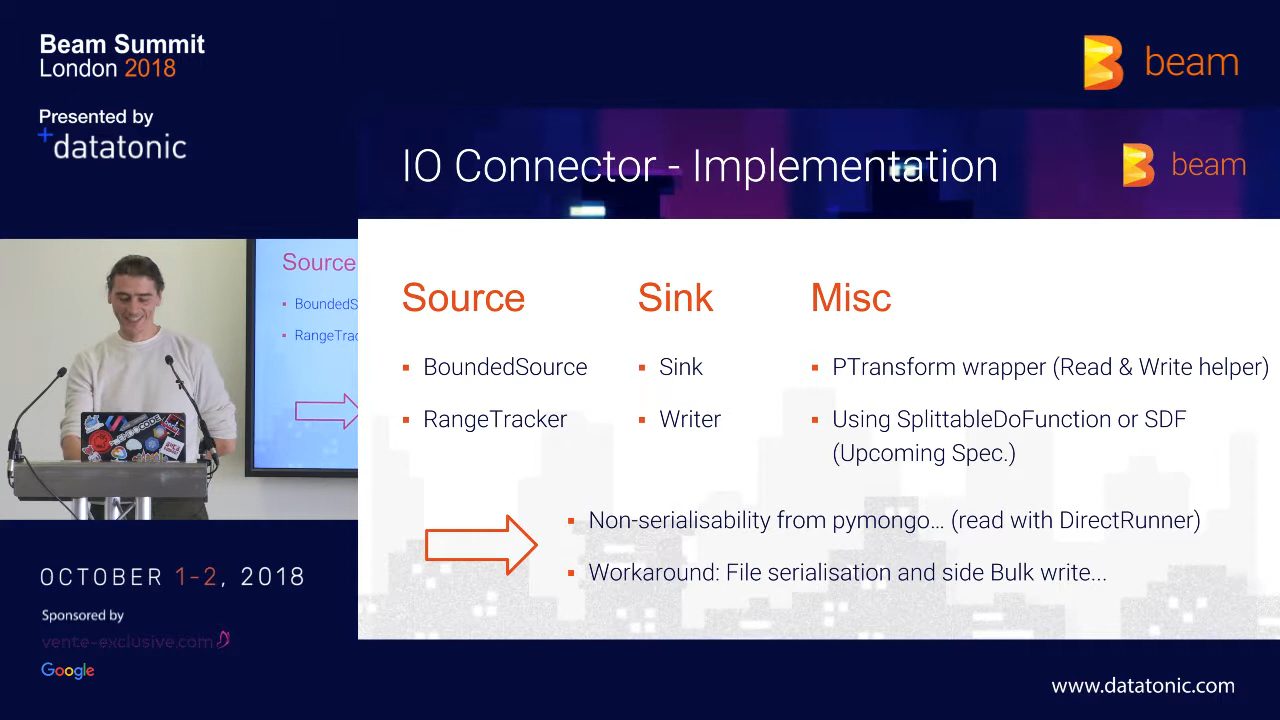 Beam Summit
London 2018
Presented by
+datatonic
beam
IO Connector - Implementation
beam
Source
▪ BoundedS
▪ RangeTrac
Source
▪ BoundedSource
▪ RangeTracker
Sink
▪ Sink
▪ Writer
Misc
▪ PTransform wrapper (Read & Write helper)
▪ Using SplittableDoFunction or SDF
(Upcoming Spec.)
▪ Non-serialisability from pymongo... (read with DirectRunner)
▪ Workaround: File serialisation and side Bulk write...
OCTOBER 1-2, 2018
Sponsored by
vente-exclusive.com
Google
www.datatonic.com